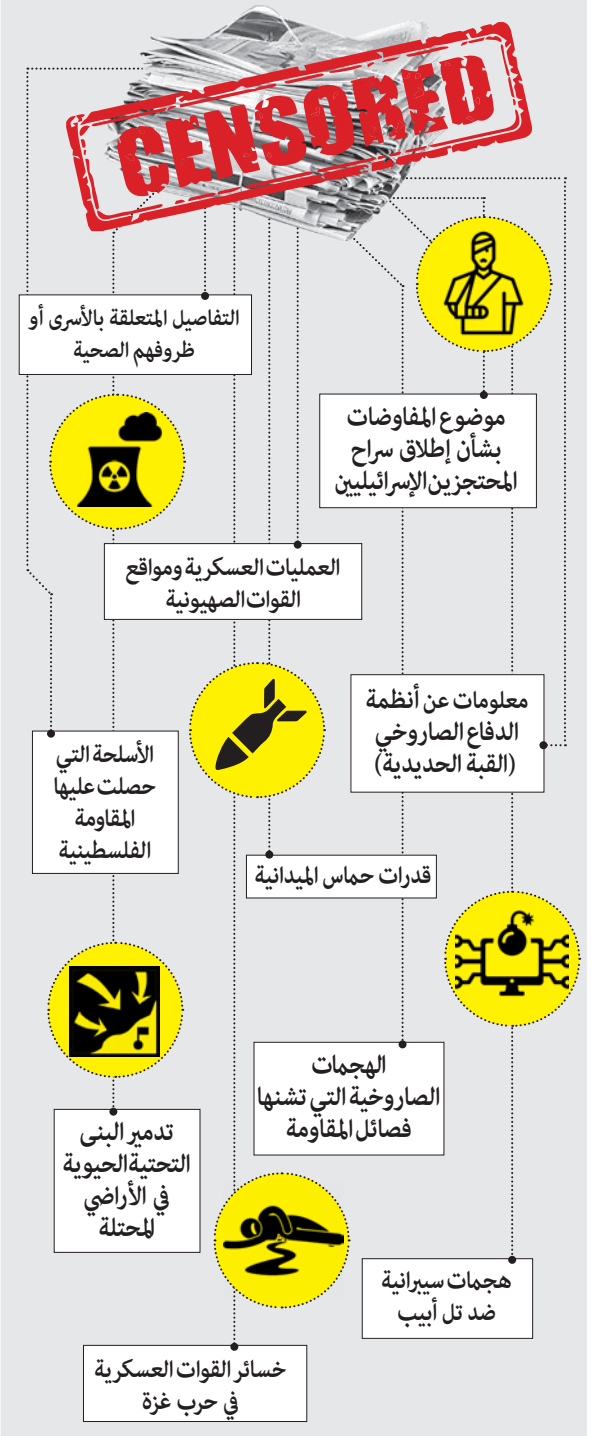 CENSORED
التفاصيل المتعلقة بالأسرى أو
ظروفهم الصحية
موضوع المفاوضات
بشأن إطلاق سراح
المحتجزين الإسرائيليين
العمليات العسكرية ومواقع
القوات الصهيونية
معلومات عن أنظمة
الدفاع الصاروخي
(القبة الحديدية)
الأسلحة التي
حصلت عليها
المقاومة
الفلسطينية
قدرات حماس الميدانية
الهجمات
الصاروخية التي تشنها
فصائل المقاومة
تدمير البنى
التحتية الحيوية
في الأراضي
المحتلة
هجمات سيبرانية
ضد تل أبيب
خسائر القوات العسكرية
في حرب غزة